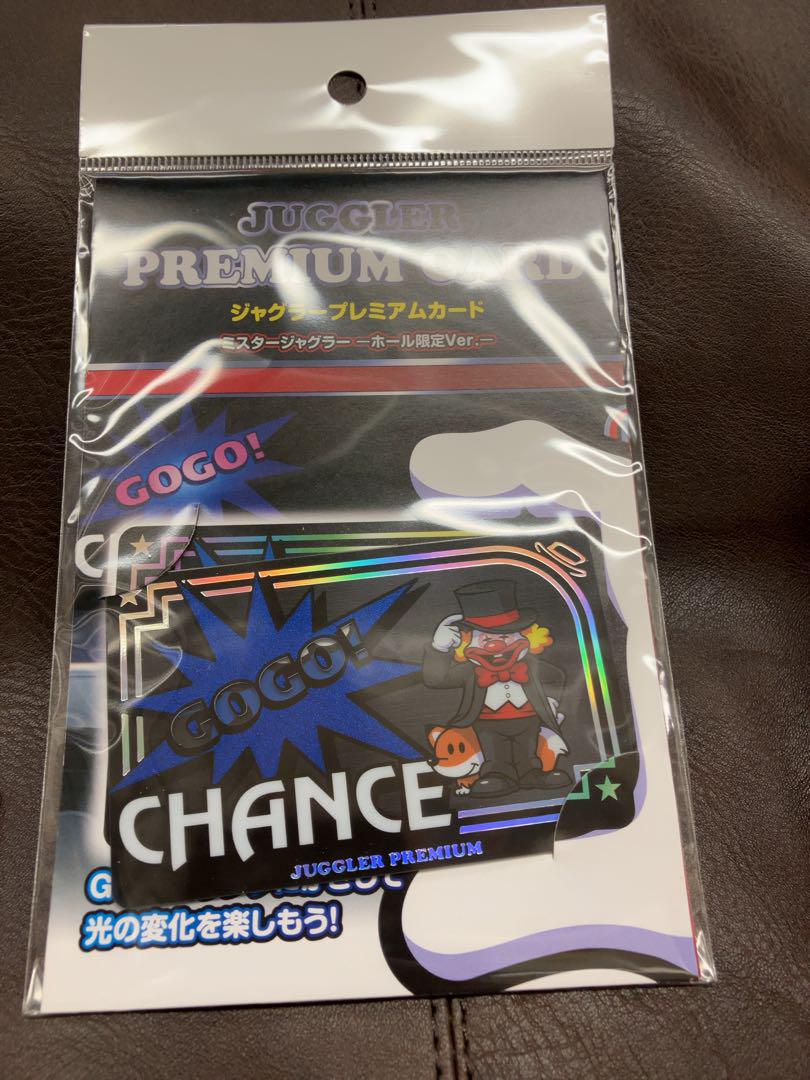 JUGGLER
PREMIUM CARD
ジャグラープレミアムカード
ミスタージャグラー ーホール限定Ver.ー
GOGO!
C
GOGO!
CHANCE
JUGGLER PREMIUM
G
光の変化を楽しもう!